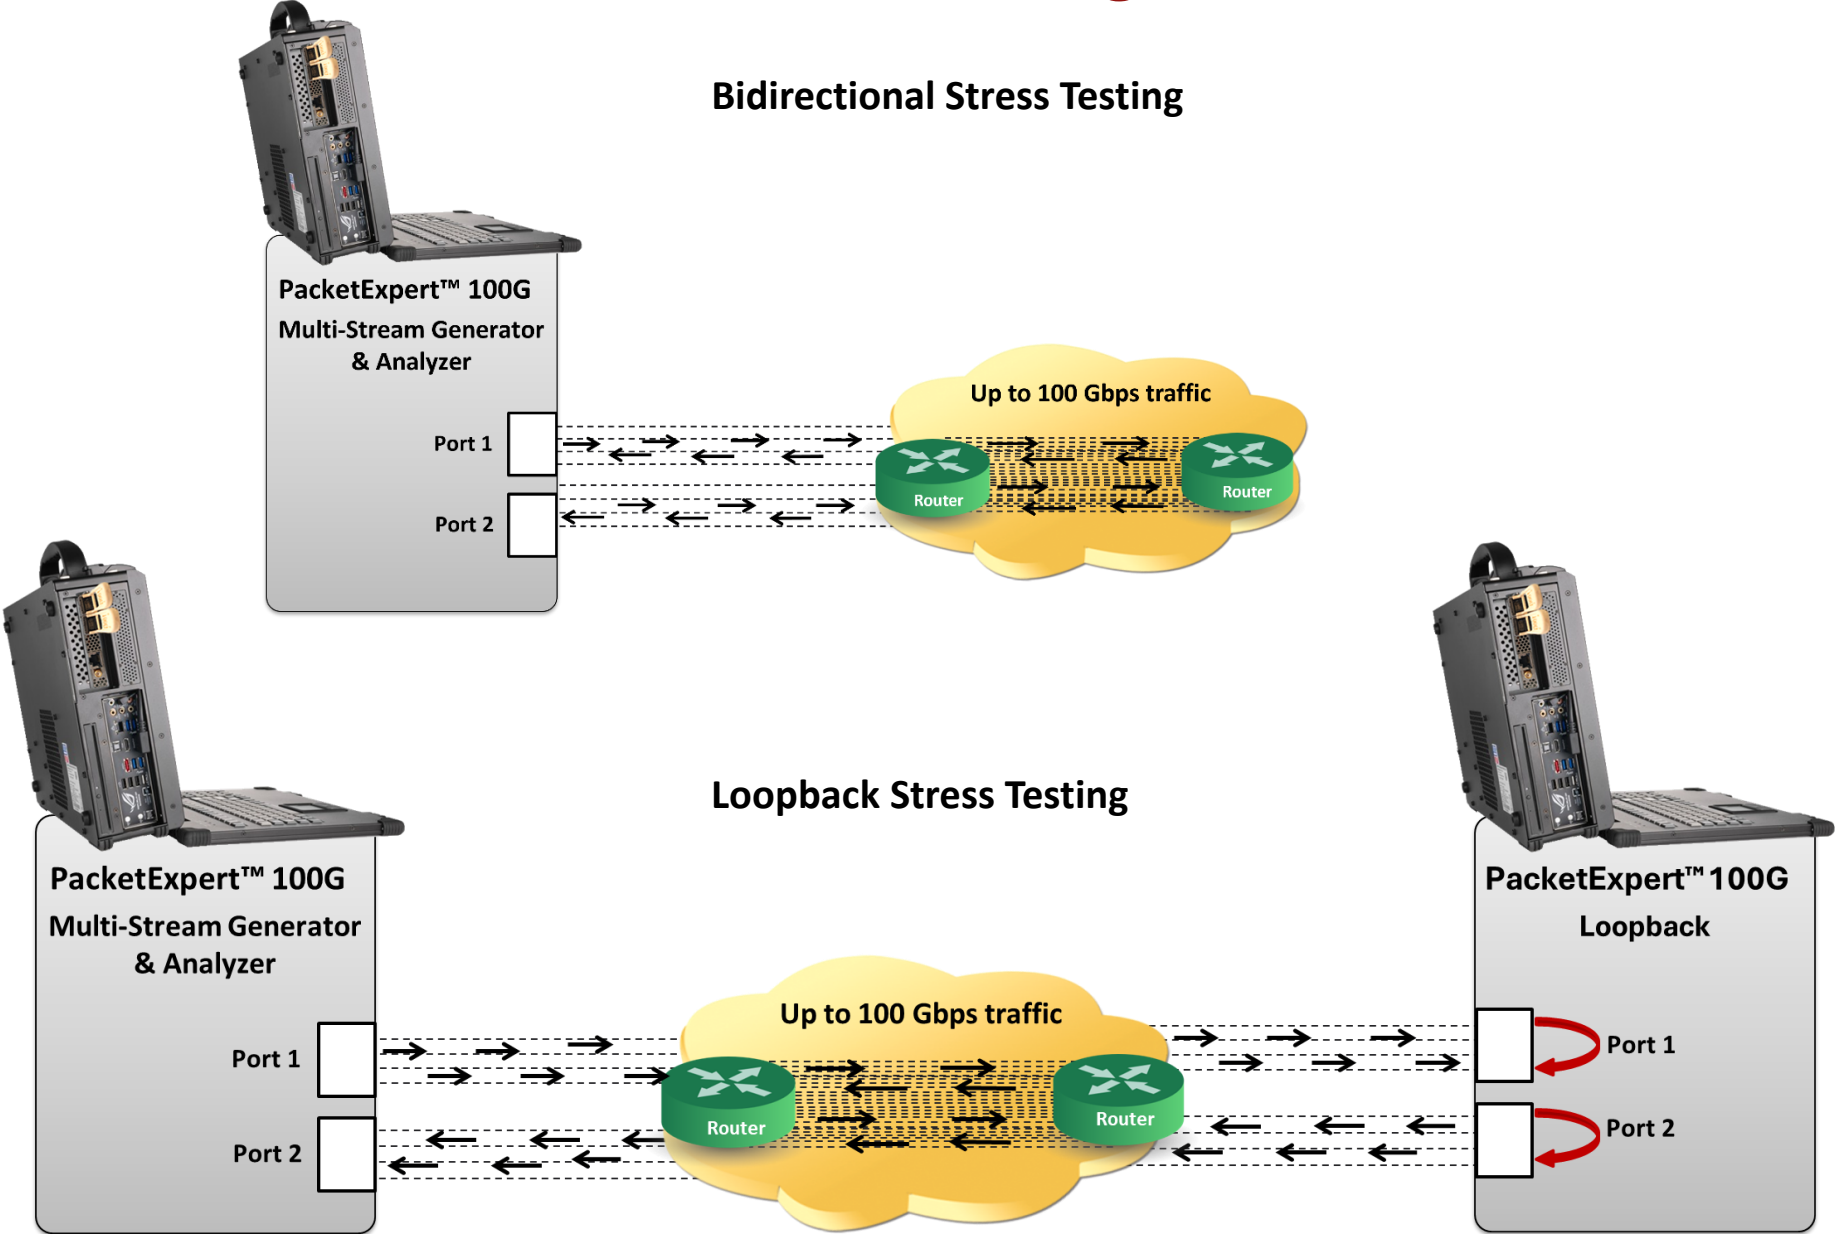 Bidirectional Stress Testing
PacketExpert™ 100G
Multi-Stream Generator
& Analyzer
Port 1
Port 2
Up to 100 Gbps traffic
Router
Router
Loopback Stress Testing
PacketExpert™ 100G
Multi-Stream Generator
& Analyzer
Port 1
Port 2
Up to 100 Gbps traffic
Router
Router
PacketExpert™ 100G
Loopback
Port 1
Port 2